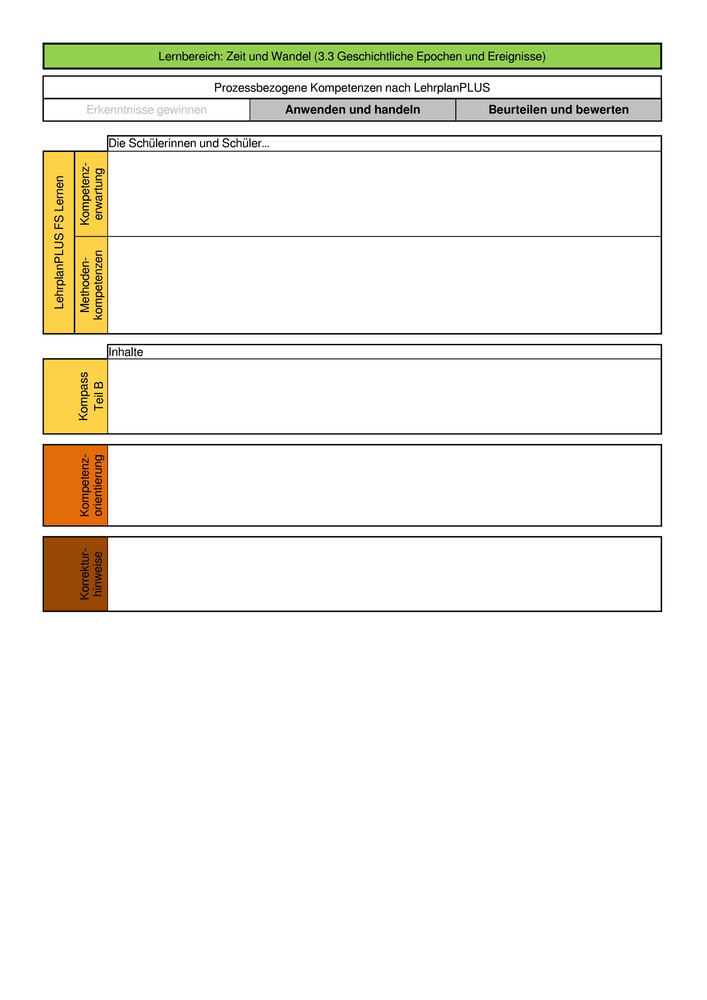 Lernbereich: Zeit und Wandel (3.3 Geschichtliche Epochen und Ereignisse)
Prozessbezogene Kompetenzen nach LehrplanPLUS
Erkenntnisse gewinnen
Anwenden und handeln
Beurteilen und bewerten
Die Schülerinnen und Schüler...
LehrplanPLUS FS Lernen
Kompetenz-
erwartung
Methoden-
kompetenzen
Inhalte
Kompass
Teil B
Kompetenz-
orientierung
Korrektur-
hinweise